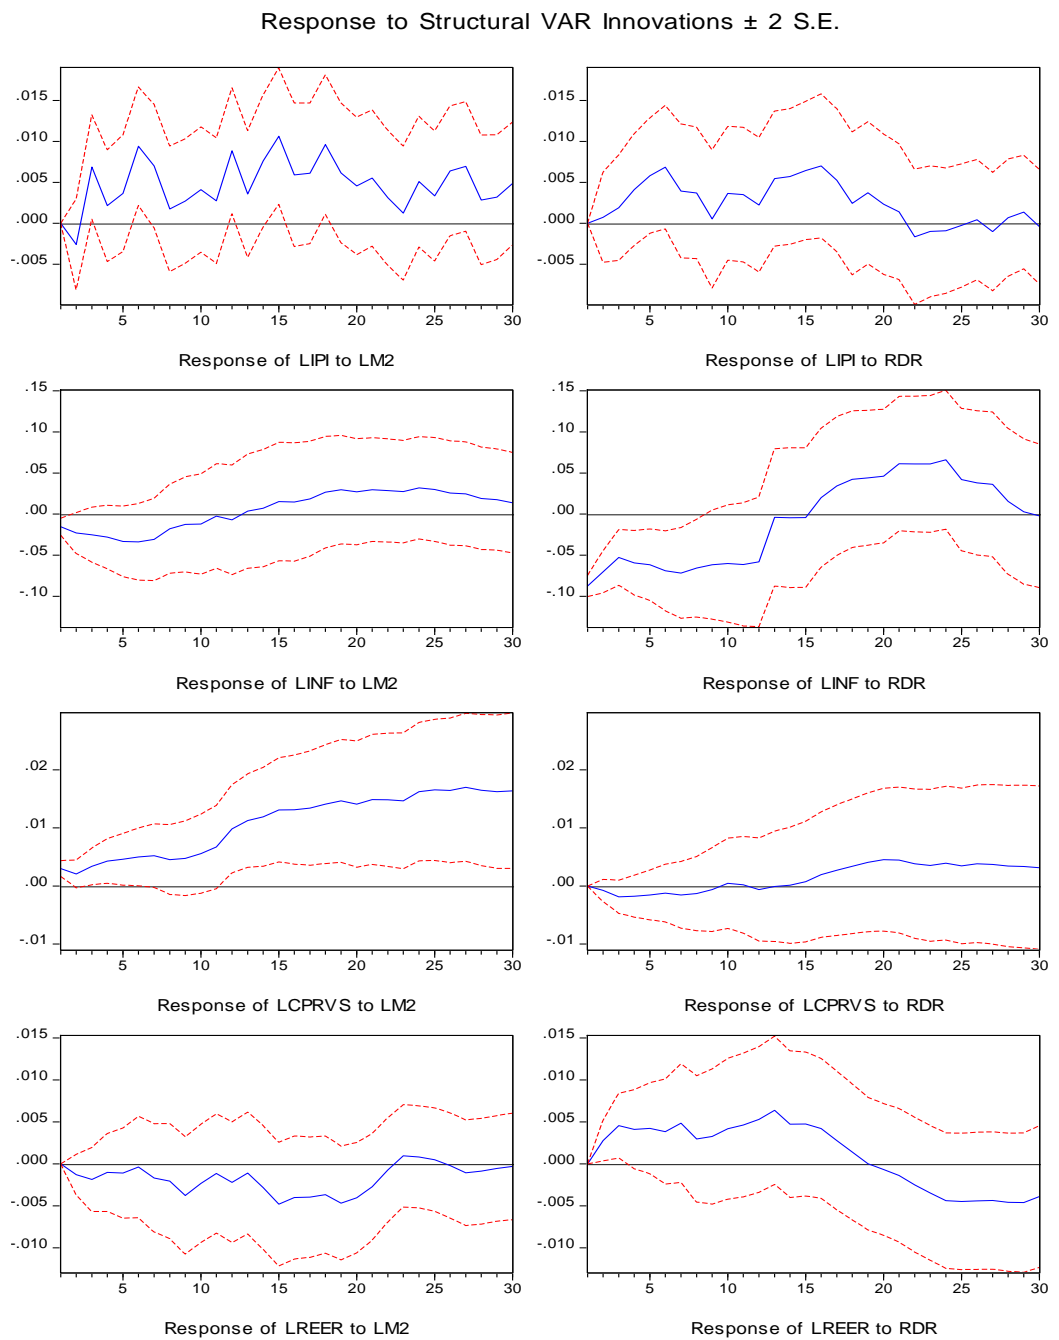 Response to Structural VAR Innovations ± 2 S.E.
.015
.010
.005
.000
-.005
5 10 15 20 25 30
Response of LIPI to LM2
.015
.010
.005
.000
-.005
5 10 15 20 25 30
Response of LIPI to RDR
.15
.10
.05
.00
-.05
-.10
5 10 15 20 25 30
Response of LINF to LM2
.15
.10
.05
.00
-.05
-.10
5 10 15 20 25 30
Response of LINF to RDR
.02
.01
.00
-.01
5 10 15 20 25 30
Response of LCPRVS to LM2
.02
.01
.00
-.01
5 10 15 20 25 30
Response of LCPRVS to RDR
.015
.010
.005
.000
-.005
-.010
5 10 15 20 25 30
Response of LREER to LM2
.015
.010
.005
.000
-.005
-.010
5 10 15 20 25 30
Response of LREER to RDR